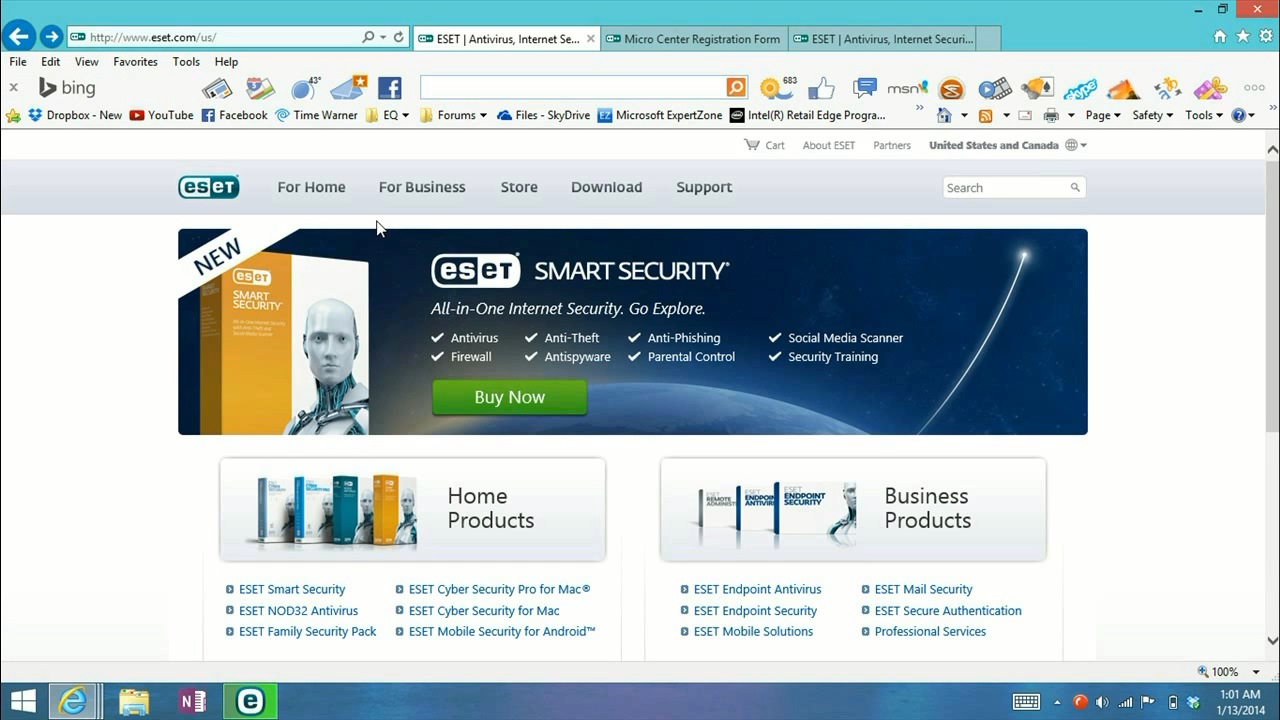 http://www.eset.com/us/
ESET | Antivirus, Internet Se...
Micro Center Registration Form
ESET | Antivirus, Internet Securi...
File Edit View Favorites Tools Help
bing
43°
683
msn
skype
Dropbox - New YouTube Facebook Time Warner EQ Forums Files - SkyDrive EZ Microsoft ExpertZone Intel(R) Retail Edge Progra... Page Safety Tools
Cart About ESET Partners United States and Canada
eset For Home For Business Store Download Support Search
NEW
eset
SMART
SECURITY
eset SMART SECURITY
All-in-One Internet Security. Go Explore.
Antivirus Anti-Theft Anti-Phishing Social Media Scanner
Firewall Antispyware Parental Control Security Training
Buy Now
Home
Products
ENDPOINT
SECURITY
Business
Products
ESET Smart Security ESET Cyber Security Pro for Mac® ESET Endpoint Antivirus ESET Mail Security
ESET NOD32 Antivirus ESET Cyber Security for Mac ESET Endpoint Security ESET Secure Authentication
ESET Family Security Pack ESET Mobile Security for Android™ ESET Mobile Solutions Professional Services
100%
1:01 AM
1/13/2014